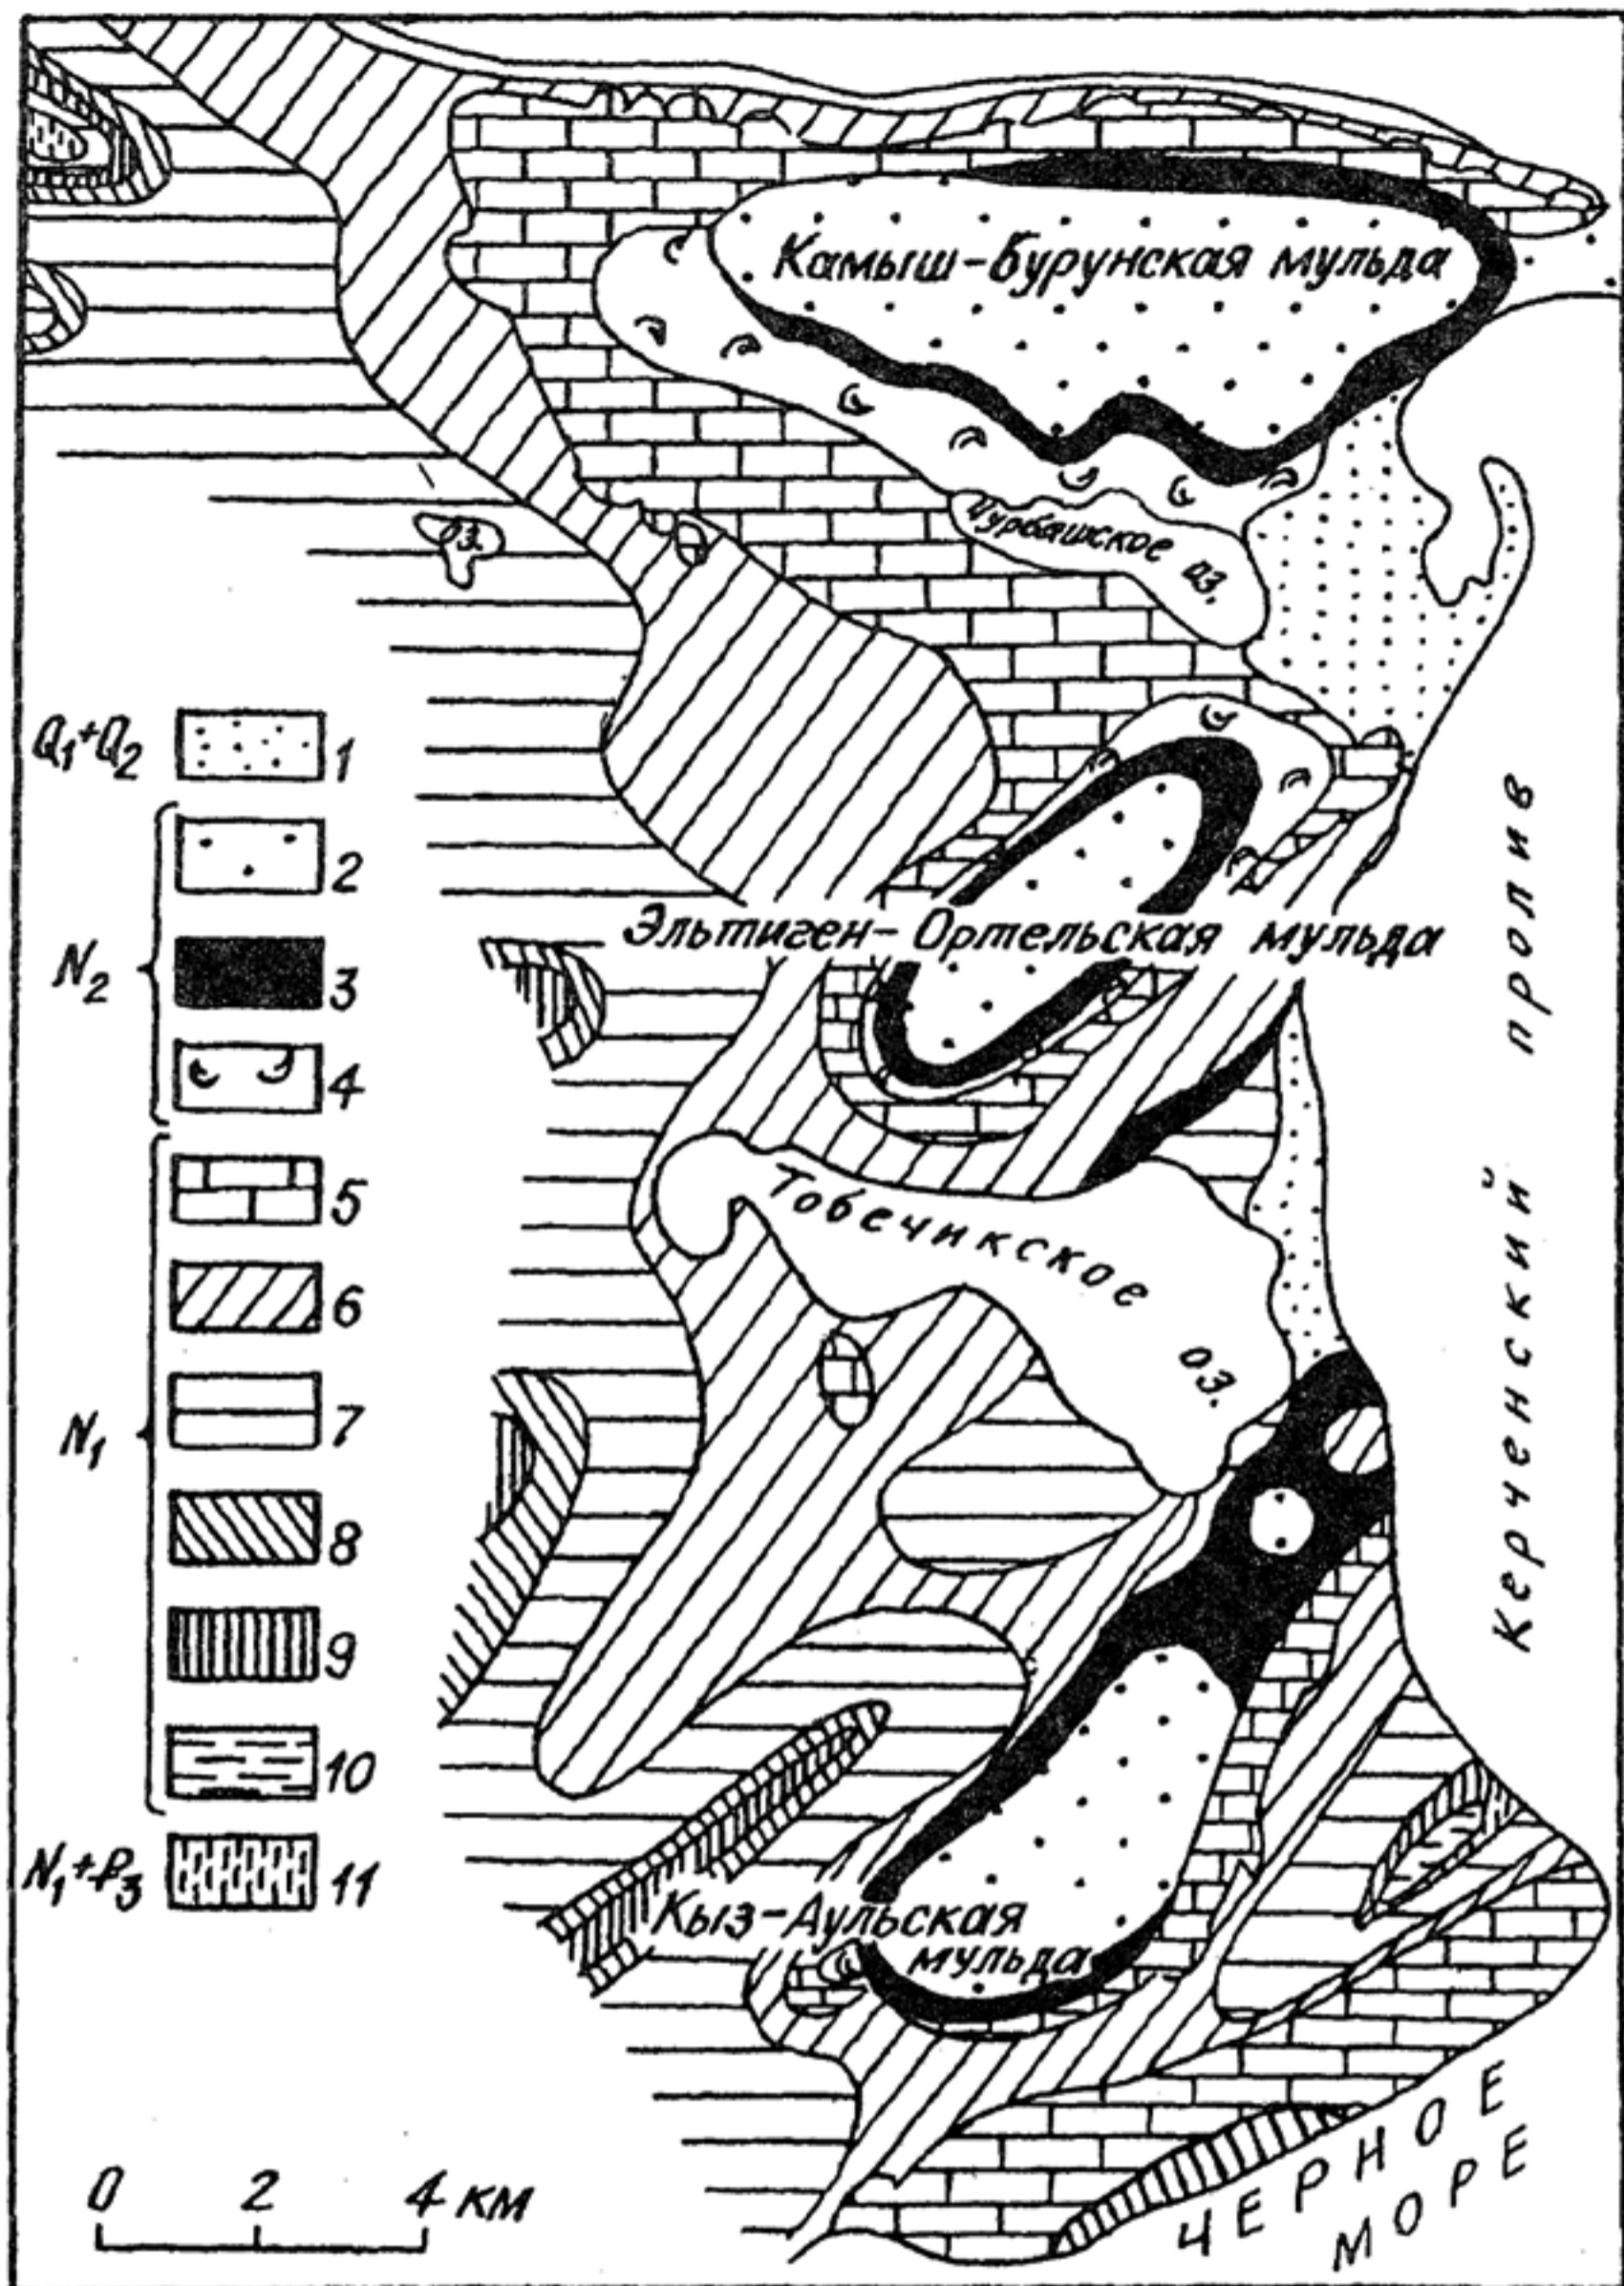 Камыш-Бурунская мульда
оз.
Чурбашское оз.
Q₁+Q₂
1
2
Эльтиген-Ортельская мульда
N₂
3
4
5
Тобечикское оз.
6
N₁
7
8
9
10
N₁+P₃
11
Кыз-Аульская
мульда
Керченский пролив
0 2 4 км
ЧЕРНОЕ
МОРЕ